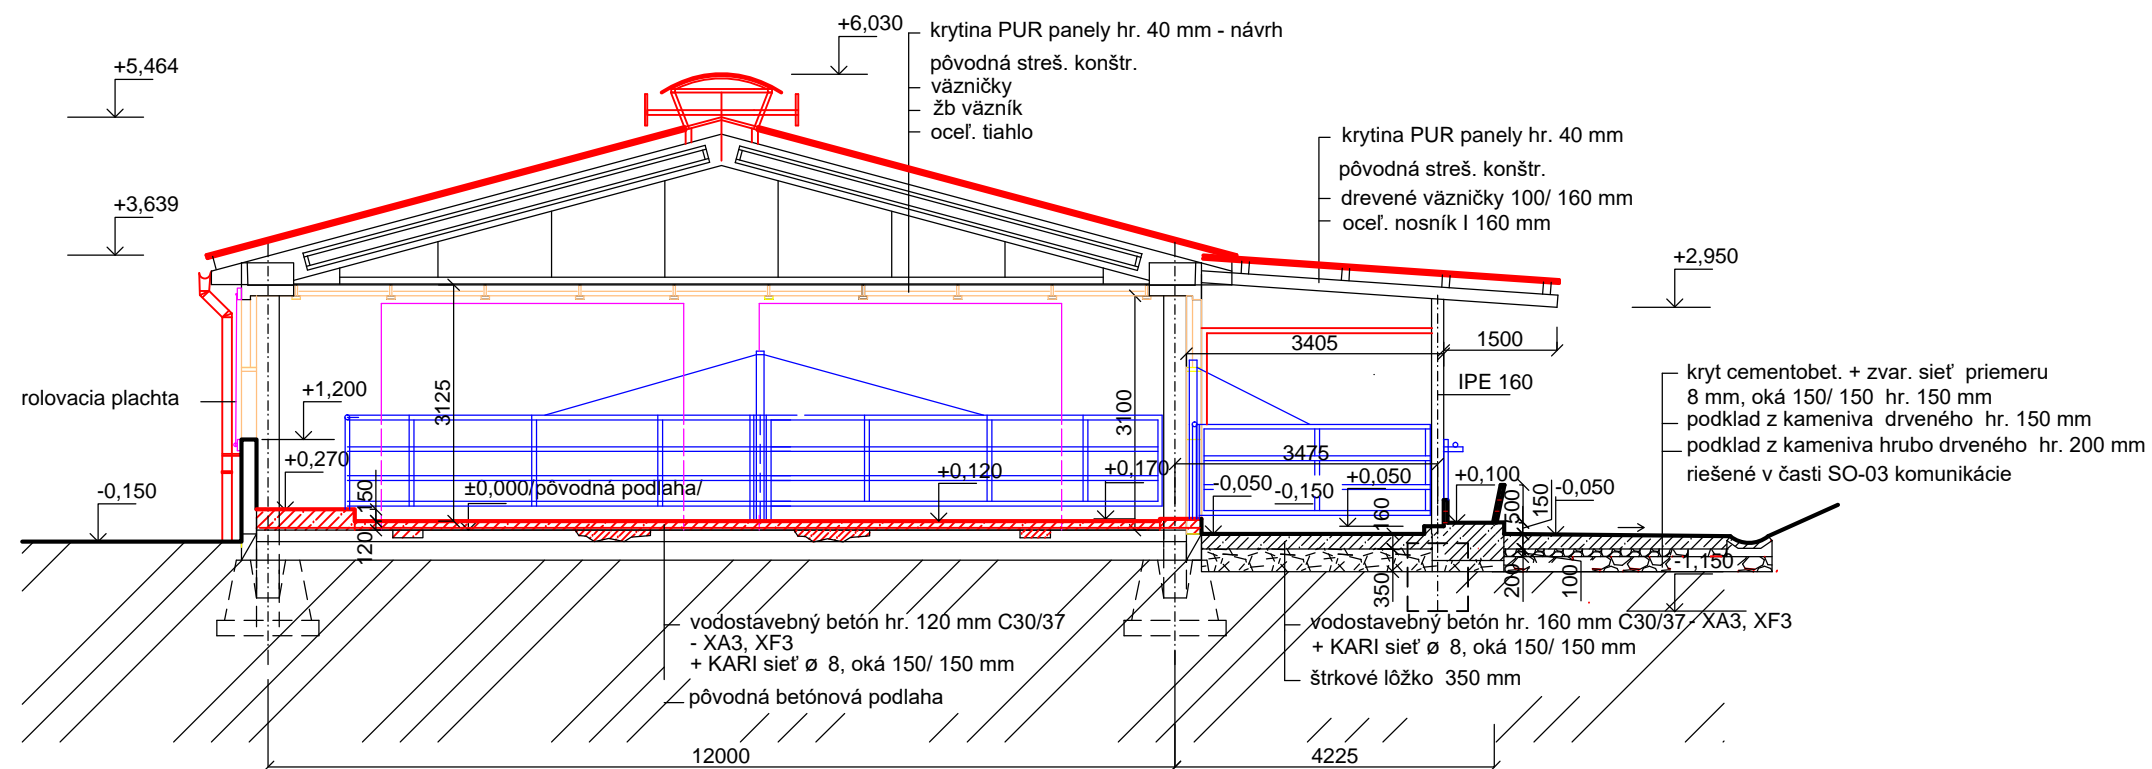 +6,030
krytina PUR panely hr. 40 mm - návrh
pôvodná streš. konštr.
väzničky
žb väzník
oceľ. tiahlo
+5,464
+3,639
krytina PUR panely hr. 40 mm
pôvodná streš. konštr.
drevené väzničky 100/ 160 mm
oceľ. nosník I 160 mm
+2,950
3405
1500
IPE 160
rolovacia plachta
+1,200
3125
3100
kryt cementobet. + zvar. sieť priemeru
8 mm, oká 150/ 150 hr. 150 mm
podklad z kameniva drveného hr. 150 mm
podklad z kameniva hrubo drveného hr. 200 mm
riešené v časti SO-03 komunikácie
3475
+0,270
-0,150
150
120
±0,000/pôvodná podlaha/
+0,120
+0,170
-0,050
-0,150
+0,050
+0,100
160
500
150
-0,050
350
200
100
-1,150
vodostavebný betón hr. 120 mm C30/37
- XA3, XF3
+ KARI sieť ø 8, oká 150/ 150 mm
pôvodná betónová podlaha
vodostavebný betón hr. 160 mm C30/37- XA3, XF3
+ KARI sieť ø 8, oká 150/ 150 mm
štrkové lôžko 350 mm
12000
4225